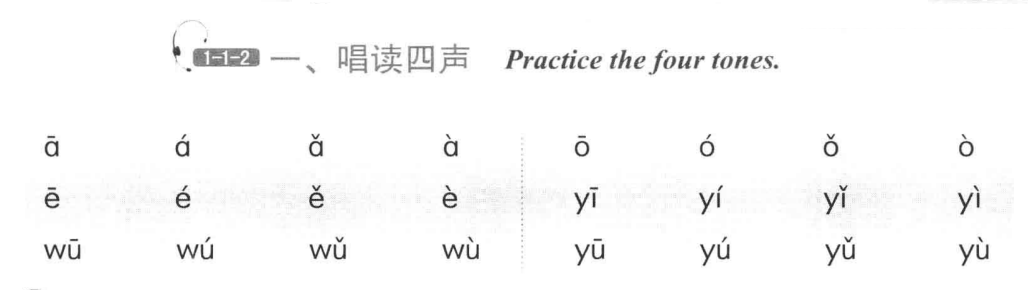 1-1-2 一、唱读四声 Practice the four tones.
ā á ǎ à ō ó ǒ ò
ē é ě è yī yí yǐ yì
wū wú wǔ wù yū yú yǔ yù